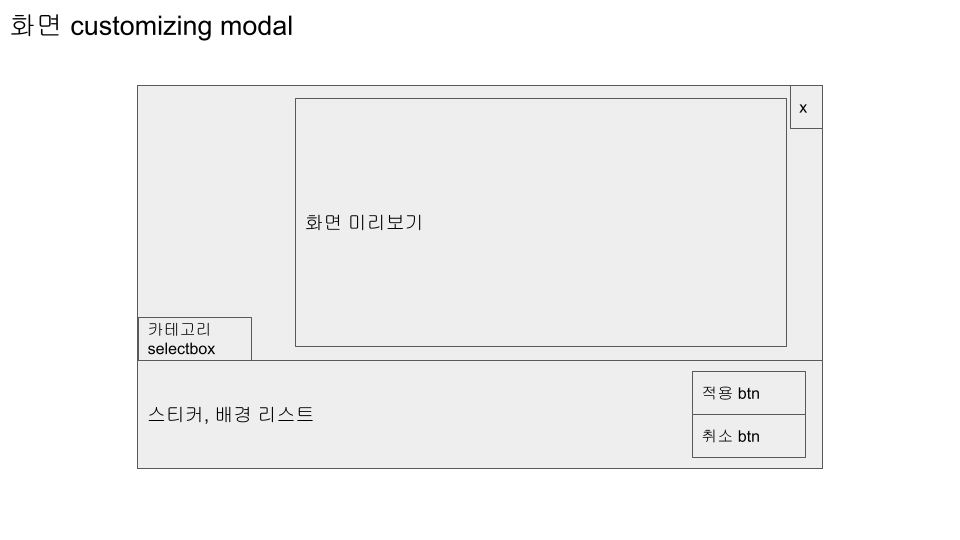 화면 customizing modal
x
화면 미리보기
카테고리
selectbox
스티커, 배경 리스트
적용 btn
취소 btn